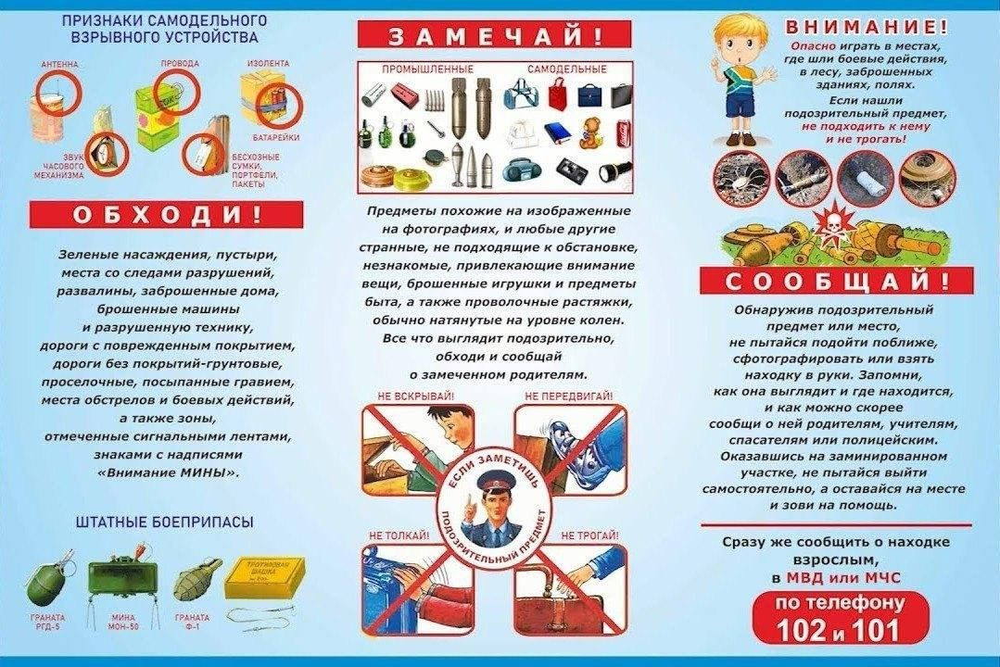 ПРИЗНАКИ САМОДЕЛЬНОГО
ВЗРЫВНОГО УСТРОЙСТВА
АНТЕННА
ПРОВОДА
ИЗОЛЕНТА
БАТАРЕЙКИ
ЗВУК
ЧАСОВОГО
МЕХАНИЗМА
БЕСХОЗНЫЕ
СУМКИ,
ПОРТФЕЛИ,
ПАКЕТЫ
ОБХОДИ!
Зеленые насаждения, пустыри,
места со следами разрушений,
развалины, заброшенные дома,
брошенные машины
и разрушенную технику,
дороги с поврежденным покрытием,
дороги без покрытий-грунтовые,
проселочные, посыпанные гравием,
места обстрелов и боевых действий,
а также зоны,
отмеченные сигнальными лентами,
знаками с надписями
«Внимание МИНЫ».
ШТАТНЫЕ БОЕПРИПАСЫ
ТРОТИЛОВАЯ
ШАШКА
ГРАНАТА
РГД-5
МИНА
МОН-50
ГРАНАТА
Ф-1
ЗАМЕЧАЙ!
ПРОМЫШЛЕННЫЕ
САМОДЕЛЬНЫЕ
Предметы похожие на изображенные
на фотографиях, и любые другие
странные, не подходящие к обстановке,
незнакомые, привлекающие внимание
вещи, брошенные игрушки и предметы
быта, а также проволочные растяжки,
обычно натянутые на уровне колен.
Все что выглядит подозрительно,
обходи и сообщай
о замеченном родителям.
НЕ ВСКРЫВАЙ!
НЕ ПЕРЕДВИГАЙ!
ЕСЛИ ЗАМЕТИШЬ
ПОДОЗРИТЕЛЬНЫЙ ПРЕДМЕТ
НЕ ТОЛКАЙ!
НЕ ТРОГАЙ!
ВНИМАНИЕ!
Опасно играть в местах,
где шли боевые действия,
в лесу, заброшенных
зданиях, полях.
Если нашли
подозрительный предмет,
не подходить к нему
и не трогать!
СООБЩАЙ!
Обнаружив подозрительный
предмет или место,
не пытайся подойти поближе,
сфотографировать или взять
находку в руки. Запомни,
как она выглядит и где находится,
и как можно скорее
сообщи о ней родителям, учителям,
спасателям или полицейским.
Оказавшись на заминированном
участке, не пытайся выйти
самостоятельно, а оставайся на месте
и зови на помощь.
Сразу же сообщить о находке
взрослым,
в МВД или МЧС
по телефону
102 и 101